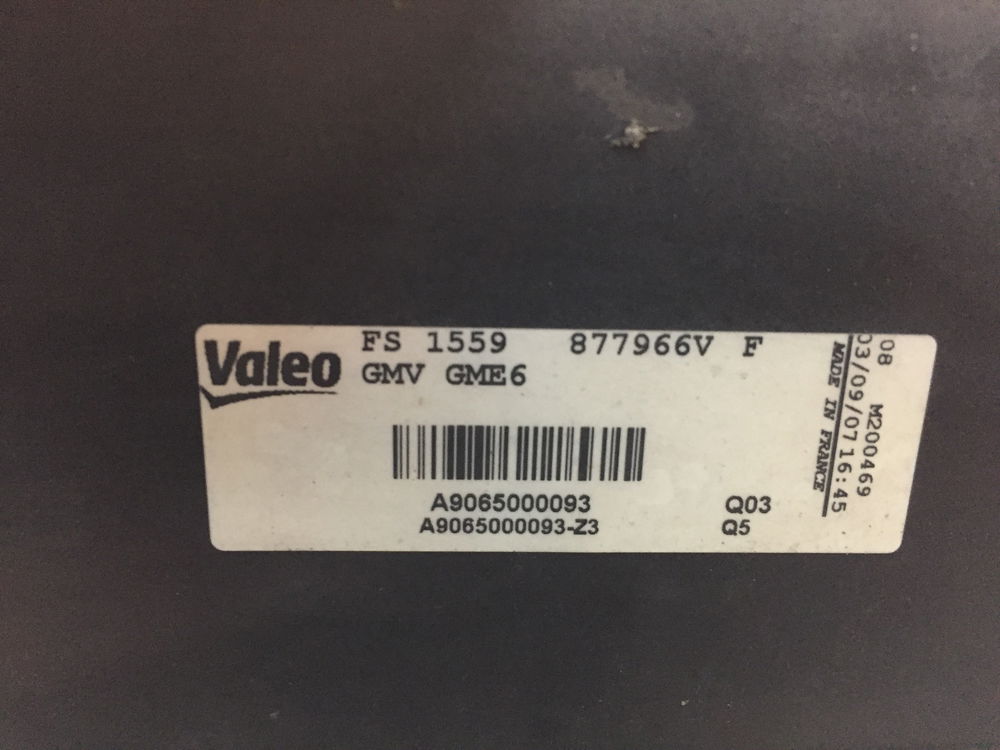 Valeo
FS 1559 877966V F
GMV GME6
A9065000093
A9065000093-Z3
Q03
Q5
08 M200469
03/09/07 16:45
MADE IN FRANCE